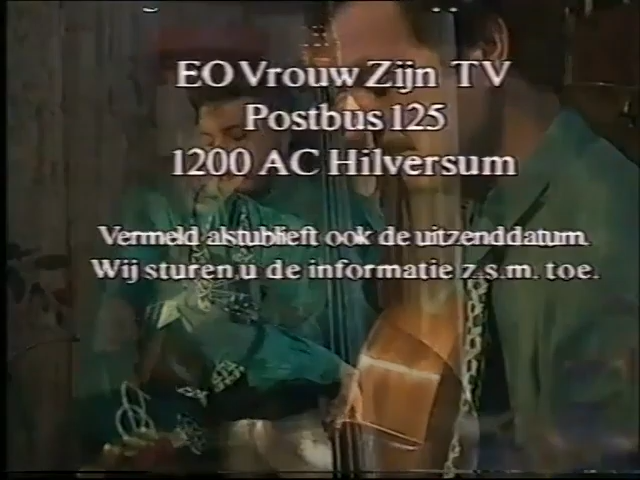 EO Vrouw Zijn TV
Postbus 125
1200 AC Hilversum
Vermeld alstublieft ook de uitzenddatum.
Wij sturen u de informatie z.s.m. toe.